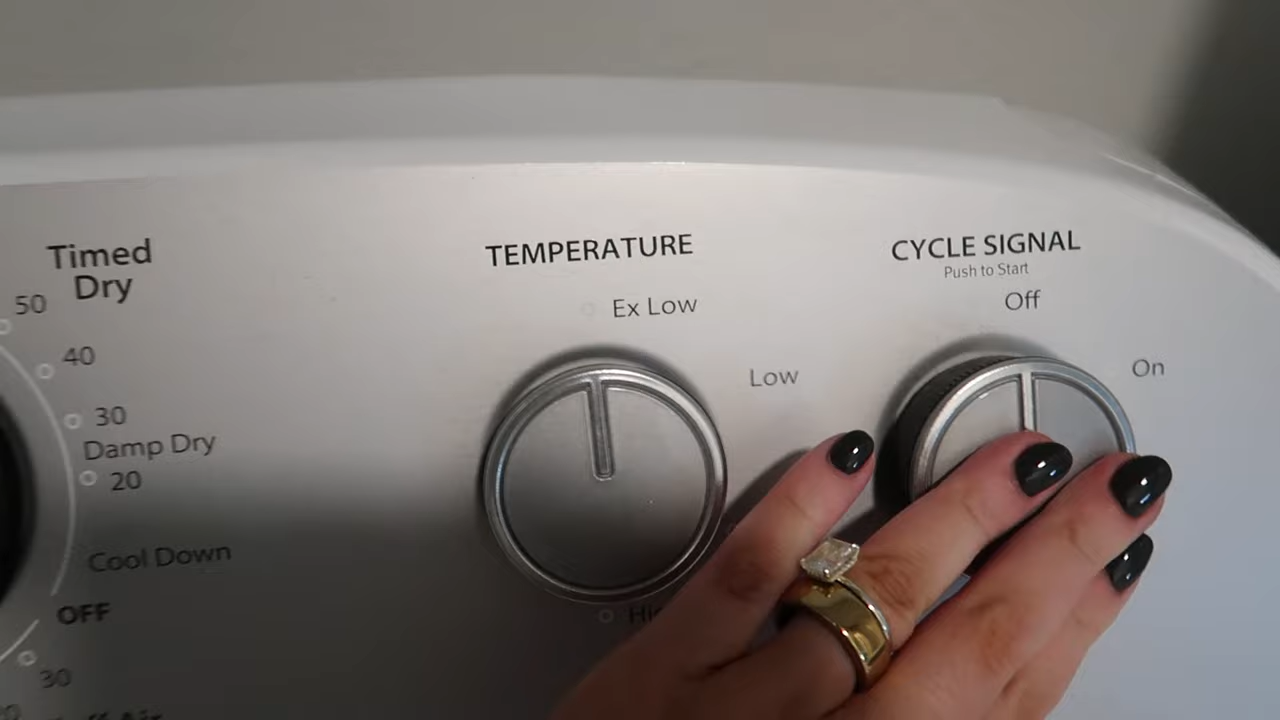 Timed
Dry
50
40
30
Damp Dry
20
Cool Down
OFF
30
TEMPERATURE
Ex Low
Low
CYCLE SIGNAL
Push to Start
Off
On